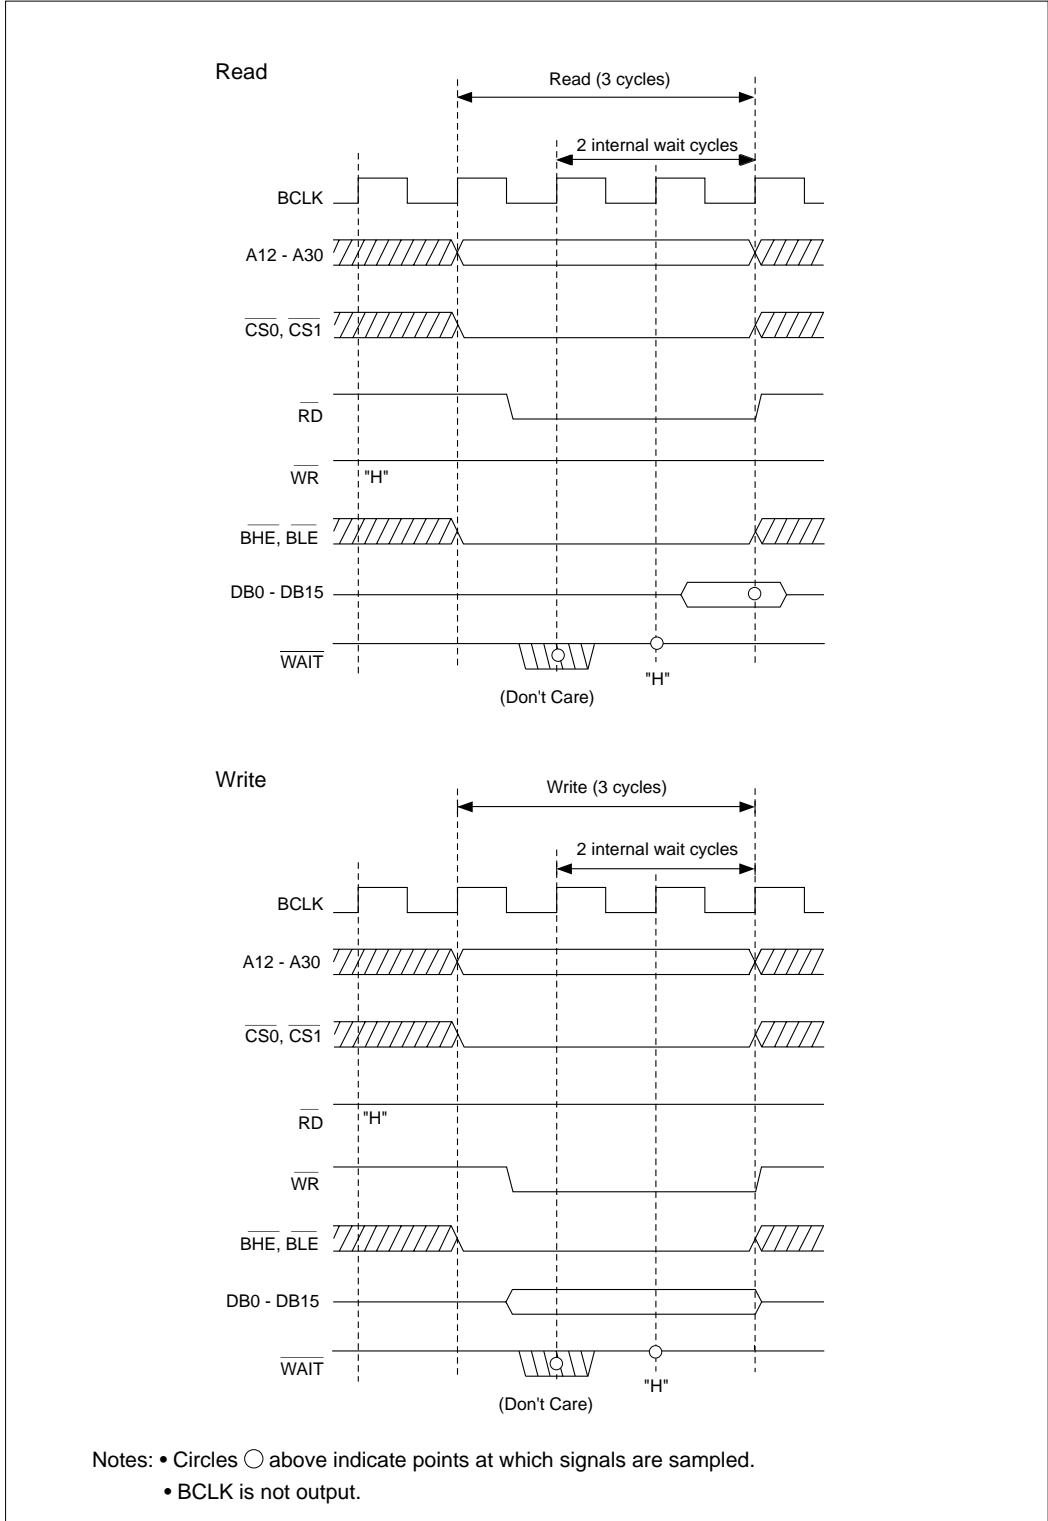 Read
Read (3 cycles)
2 internal wait cycles
BCLK
A12 - A30
CS0, CS1
RD
WR "H"
BHE, BLE
DB0 - DB15
WAIT
"H"
(Don't Care)
Write
Write (3 cycles)
2 internal wait cycles
BCLK
A12 - A30
CS0, CS1
RD "H"
WR
BHE, BLE
DB0 - DB15
WAIT
"H"
(Don't Care)
Notes: • Circles ○ above indicate points at which signals are sampled.
• BCLK is not output.